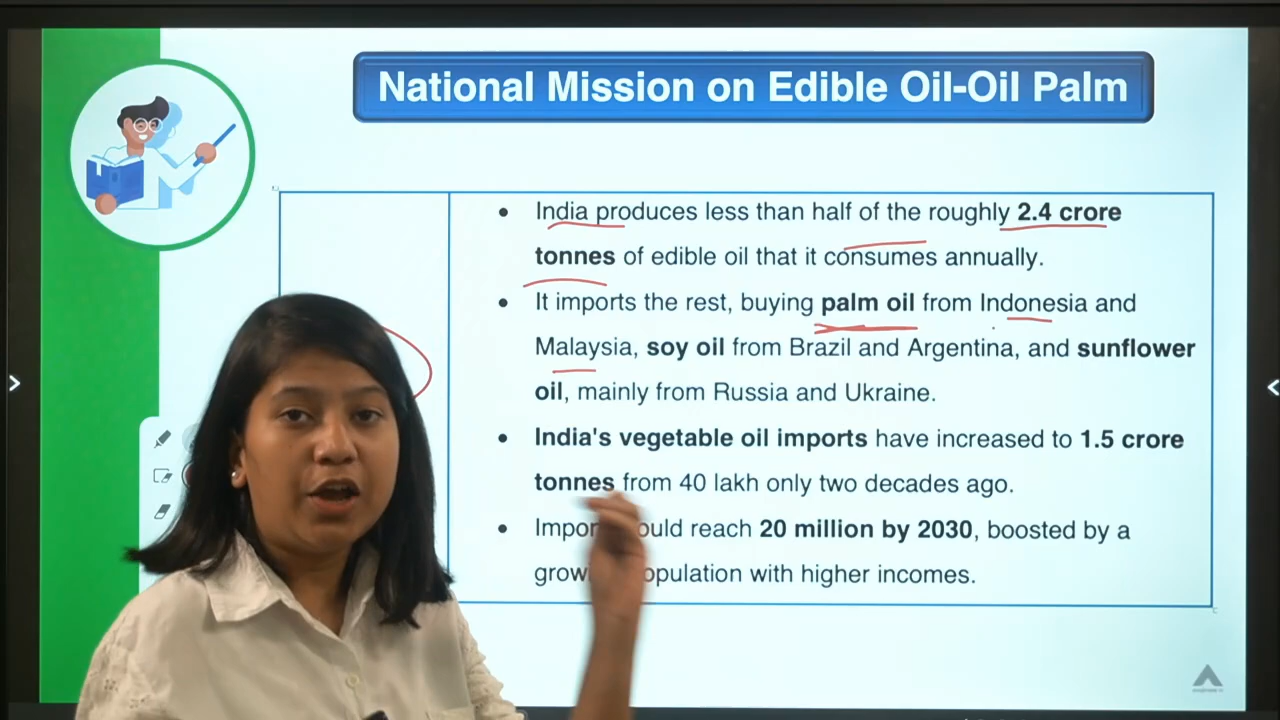 National Mission on Edible Oil-Oil Palm
• India produces less than half of the roughly 2.4 crore
tonnes of edible oil that it consumes annually.
• It imports the rest, buying palm oil from Indonesia and
Malaysia, soy oil from Brazil and Argentina, and sunflower
oil, mainly from Russia and Ukraine.
• India's vegetable oil imports have increased to 1.5 crore
tonnes from 40 lakh only two decades ago.
• reach 20 million by 2030, boosted by a
with higher incomes.